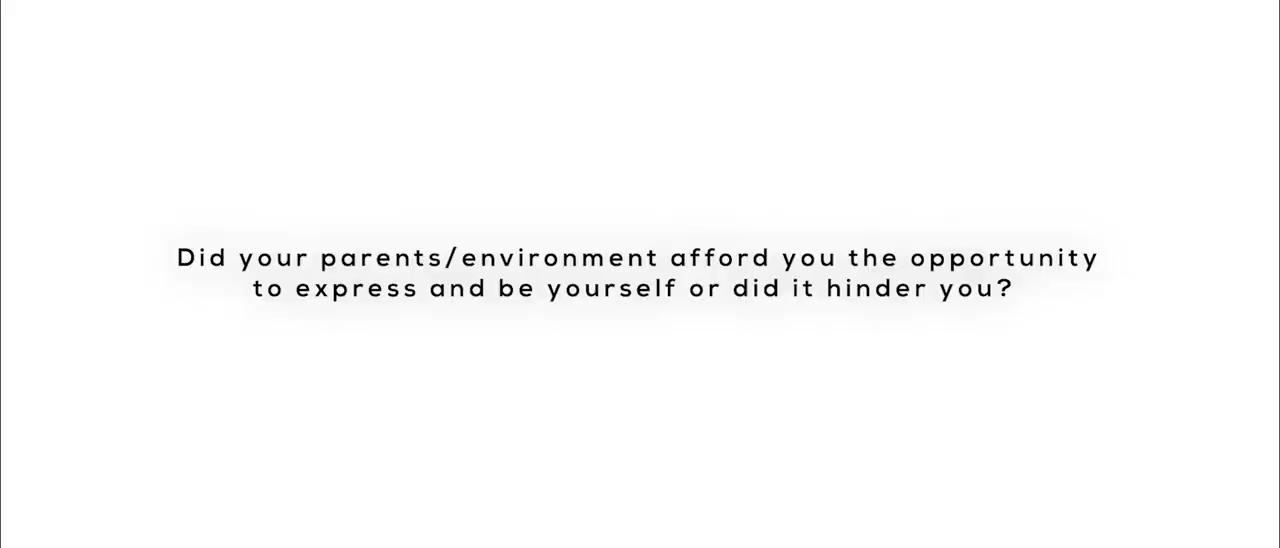 Did your parents/environment afford you the opportunity
to express and be yourself or did it hinder you?